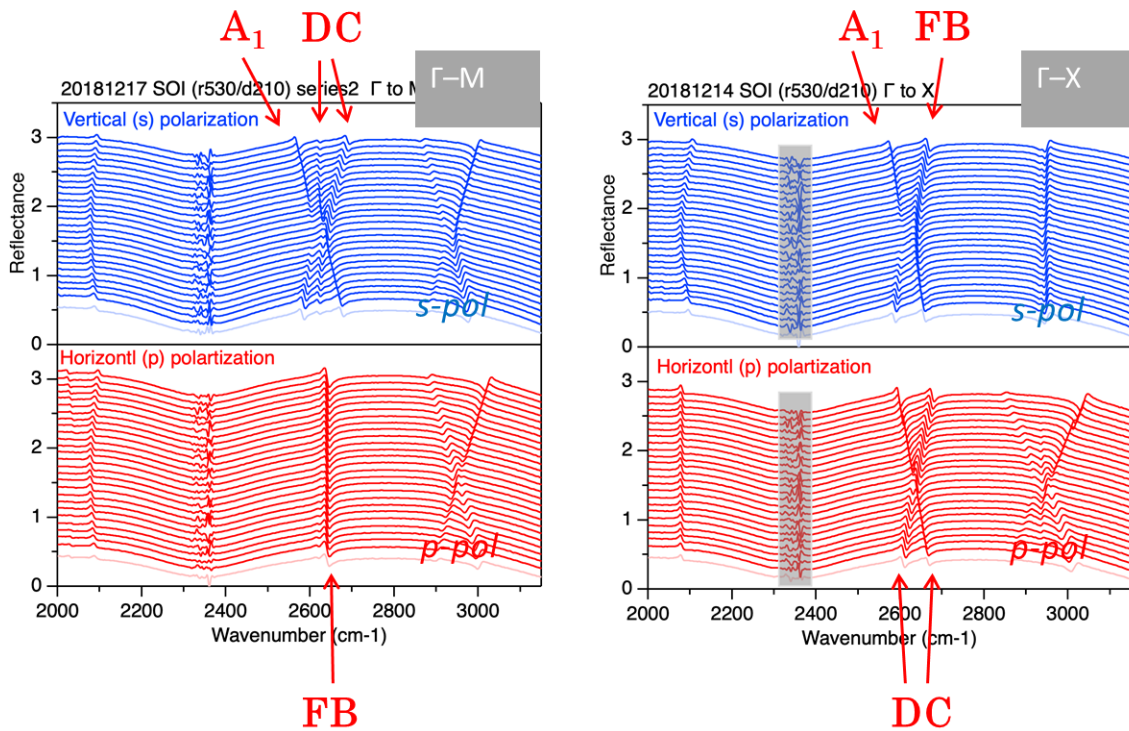 A₁ DC
Γ–M
20181217 SOI (r530/d210) series2 Γ to M
Vertical (s) polarization
3
2
1
0
Reflectance
s-pol
Horizontl (p) polartization
3
2
1
0
p-pol
2000 2200 2400 2600 2800 3000
Wavenumber (cm-1)
FB
A₁ FB
Γ–X
20181214 SOI (r530/d210) Γ to X
Vertical (s) polarization
3
2
1
0
Reflectance
s-pol
Horizontl (p) polartization
3
2
1
0
p-pol
2000 2200 2400 2600 2800 3000
Wavenumber (cm-1)
DC